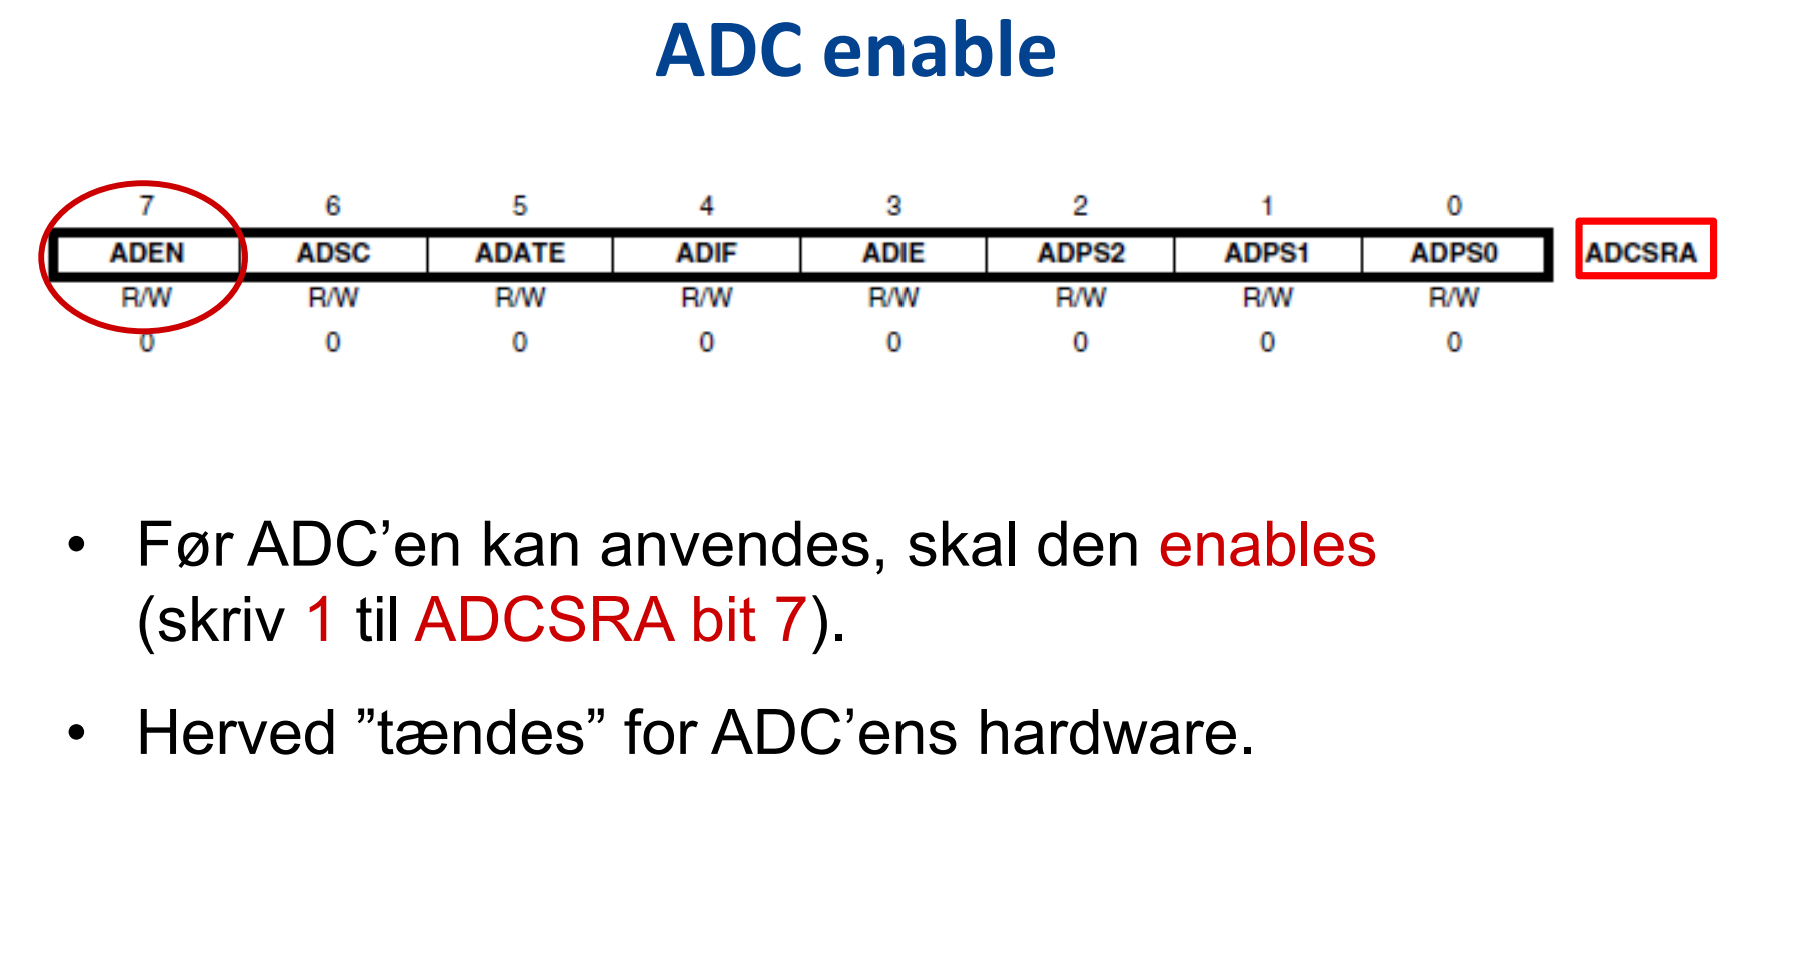 ADC enable
7 6 5 4 3 2 1 0
ADEN ADSC ADATE ADIF ADIE ADPS2 ADPS1 ADPS0 ADCSRA
R/W R/W R/W R/W R/W R/W R/W R/W
0 0 0 0 0 0 0 0
• Før ADC’en kan anvendes, skal den enables
(skriv 1 til ADCSRA bit 7).
• Herved ”tændes” for ADC’ens hardware.